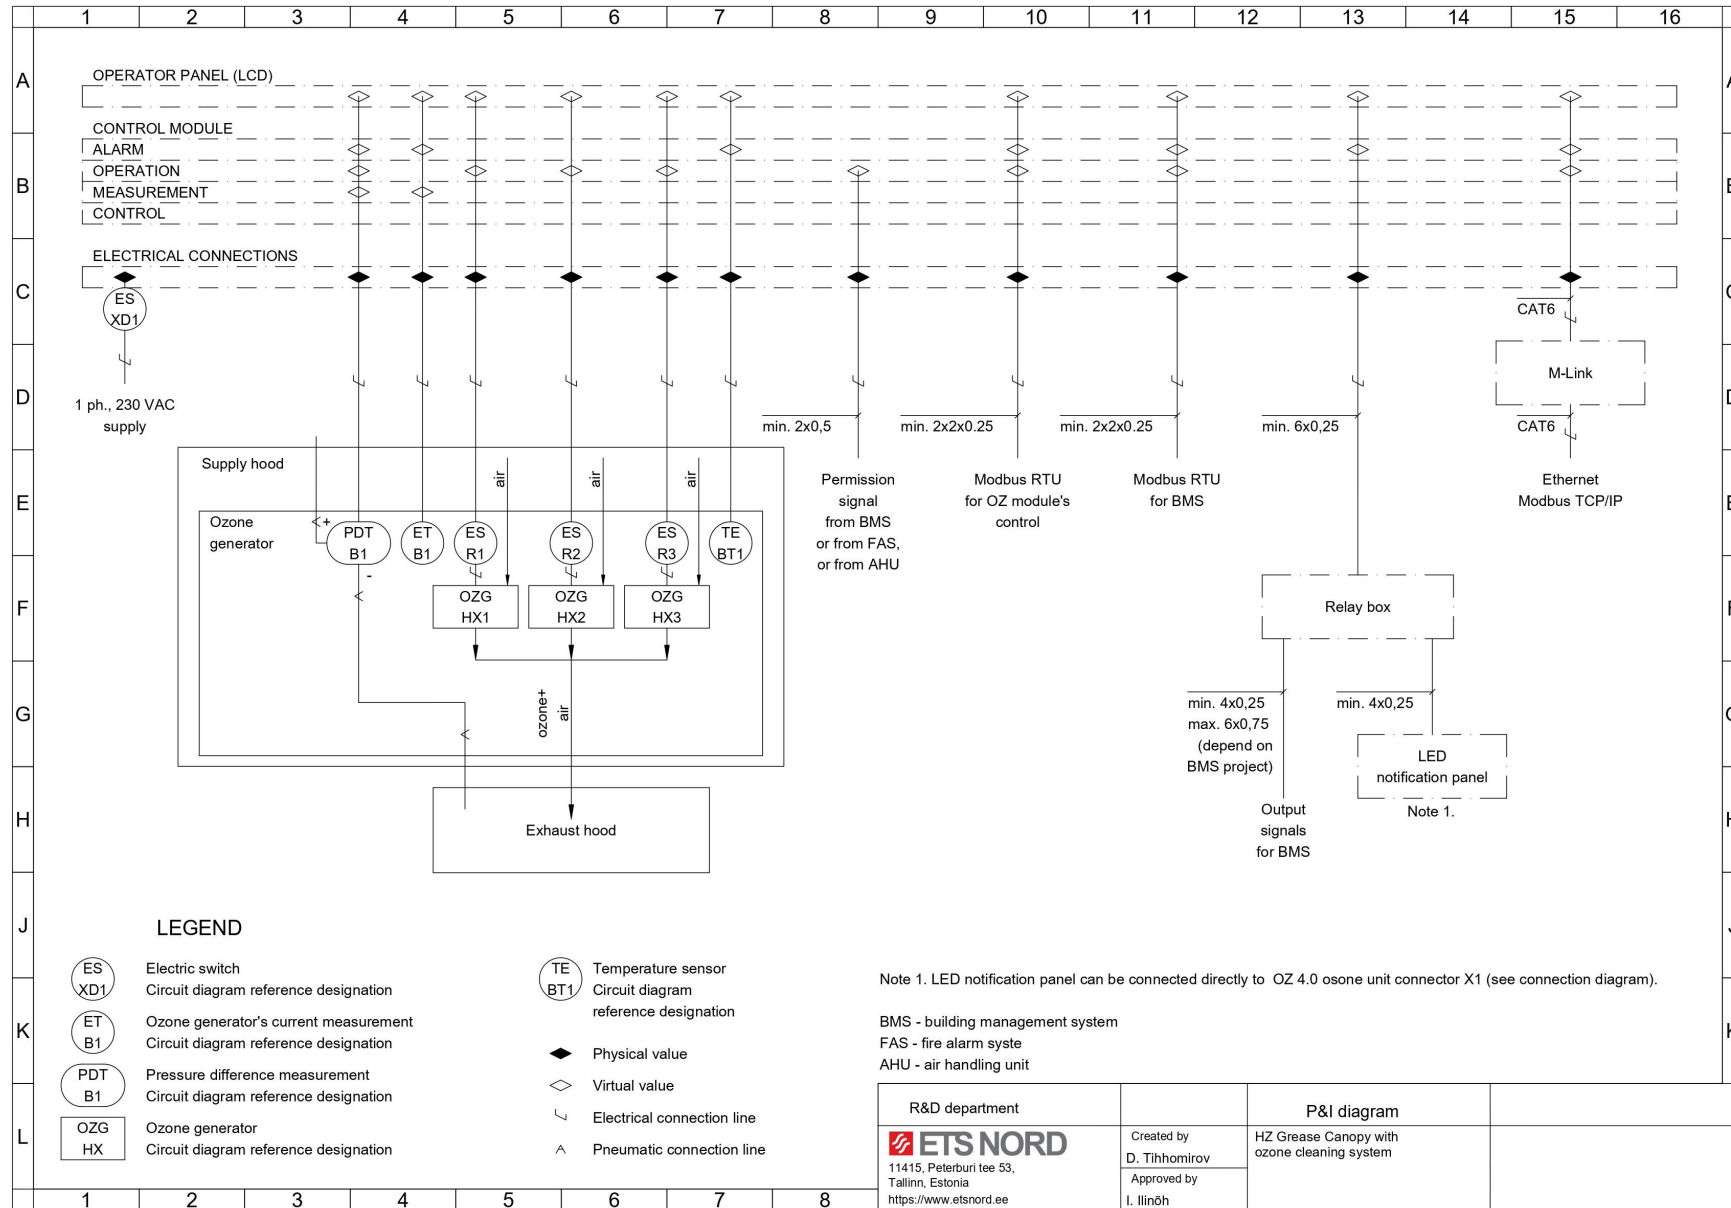 1 2 3 4 5 6 7 8 9 10 11 12 13 14 15 16
A
OPERATOR PANEL (LCD)
CONTROL MODULE
ALARM
B
OPERATION
MEASUREMENT
CONTROL
ELECTRICAL CONNECTIONS
C
ES
XD1
CAT6
M-Link
D
1 ph., 230 VAC
supply
min. 2x0,5
min. 2x2x0.25
min. 2x2x0.25
min. 6x0,25
CAT6
Supply hood
air
air
air
Permission
signal
from BMS
or from FAS,
or from AHU
Modbus RTU
for OZ module's
control
Modbus RTU
for BMS
Ethernet
Modbus TCP/IP
E
Ozone
generator
+
PDT
B1
-
ET
B1
ES
R1
ES
R2
ES
R3
TE
BT1
F
OZG
HX1
OZG
HX2
OZG
HX3
Relay box
G
ozone+
air
min. 4x0,25
max. 6x0,75
(depend on
BMS project)
min. 4x0,25
LED
notification panel
Note 1.
H
Exhaust hood
Output
signals
for BMS
J
LEGEND
ES
XD1
Electric switch
Circuit diagram reference designation
ET
B1
Ozone generator's current measurement
Circuit diagram reference designation
PDT
B1
Pressure difference measurement
Circuit diagram reference designation
OZG
HX
Ozone generator
Circuit diagram reference designation
TE
BT1
Temperature sensor
Circuit diagram
reference designation
Physical value
Virtual value
Electrical connection line
Pneumatic connection line
K
L
Note 1. LED notification panel can be connected directly to OZ 4.0 osone unit connector X1 (see connection diagram).
BMS - building management system
FAS - fire alarm syste
AHU - air handling unit
R&D department
P&I diagram
ETS NORD
11415, Peterburi tee 53,
Tallinn, Estonia
https://www.etsnord.ee
Created by
D. Tihhomirov
Approved by
I. Ilinõh
HZ Grease Canopy with
ozone cleaning system
1 2 3 4 5 6 7 8